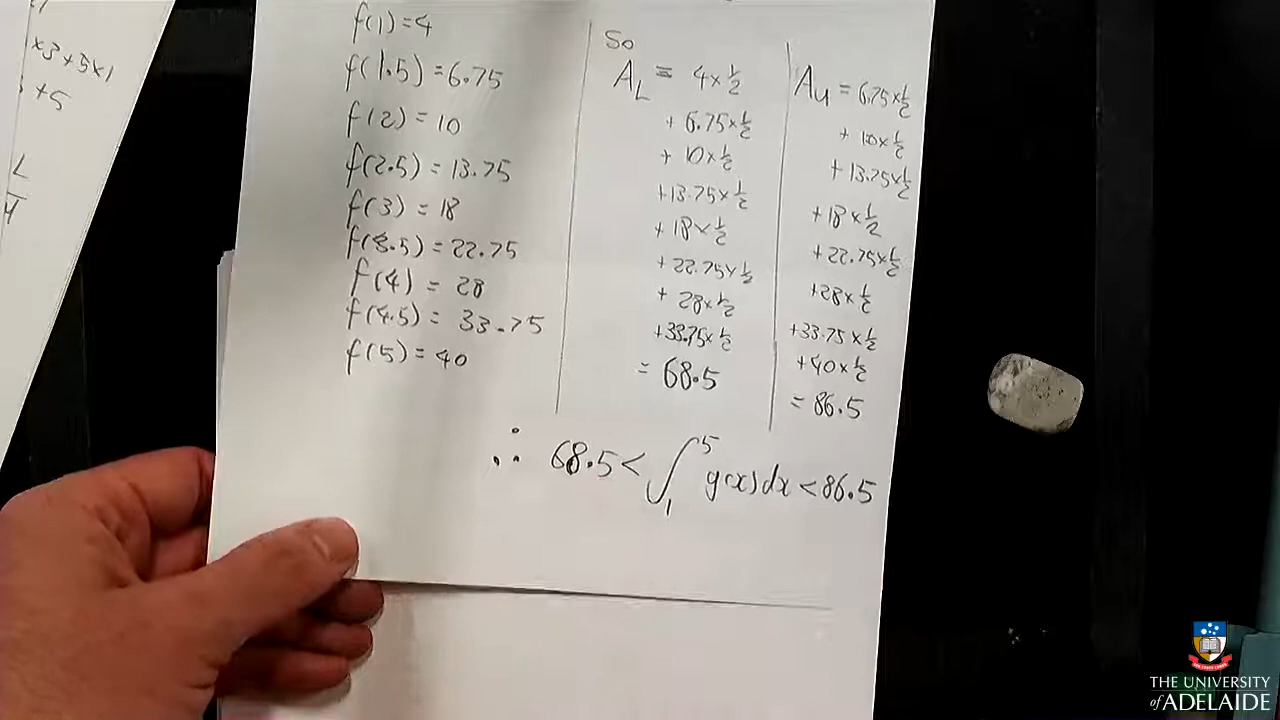 x3+3x1
+5
f(1)=4
f(1.5)=6.75
f(2)=10
f(2.5)=13.75
f(3)=18
f(3.5)=22.75
f(4)=28
f(4.5)=33.75
f(5)=40
So
A_L = 4×½
+ 6.75×½
+ 10×½
+13.75×½
+18×½
+22.75×½
+ 28×½
+33.75×½
= 68.5
A_u = 6.75×½
+ 10×½
+13.75×½
+18×½
+22.75×½
+28×½
+33.75×½
+40×½
= 86.5
∴ 68.5 < ∫₁⁵ g(x)dx < 86.5
THE UNIVERSITY
of ADELAIDE